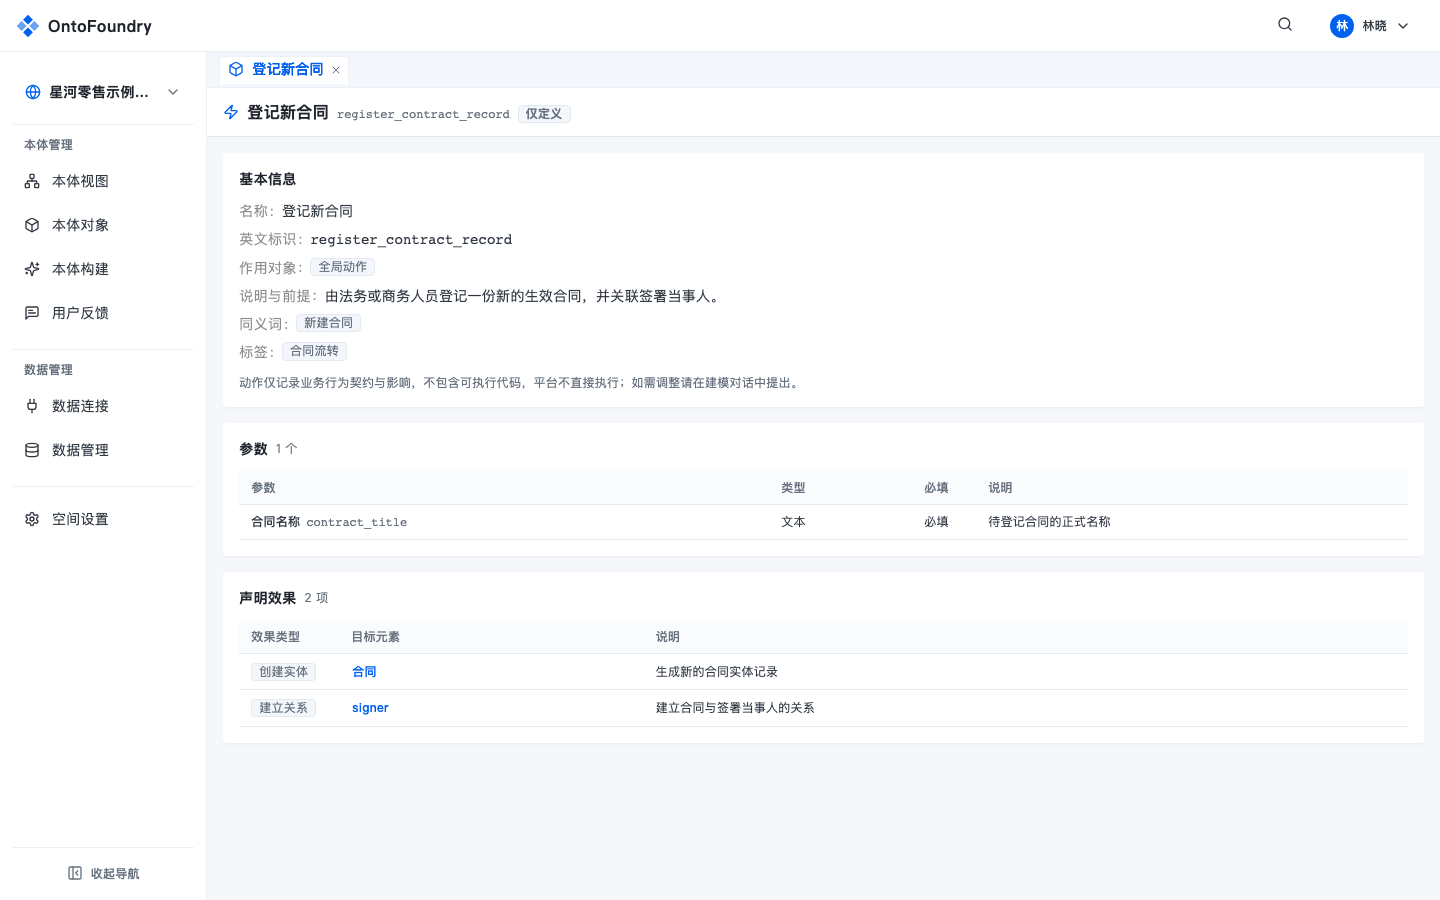 OntoFoundry
林 林晓
星河零售示例...
本体管理
本体视图
本体对象
本体构建
用户反馈
数据管理
数据连接
数据管理
空间设置
收起导航
登记新合同
登记新合同 register_contract_record 仅定义
基本信息
名称: 登记新合同
英文标识: register_contract_record
作用对象: 全局动作
说明与前提: 由法务或商务人员登记一份新的生效合同，并关联签署当事人。
同义词: 新建合同
标签: 合同流转
动作仅记录业务行为契约与影响，不包含可执行代码，平台不直接执行；如需调整请在建模对话中提出。
参数 1 个
参数 类型 必填 说明
合同名称 contract_title 文本 必填 待登记合同的正式名称
声明效果 2 项
效果类型 目标元素 说明
创建实体 合同 生成新的合同实体记录
建立关系 signer 建立合同与签署当事人的关系